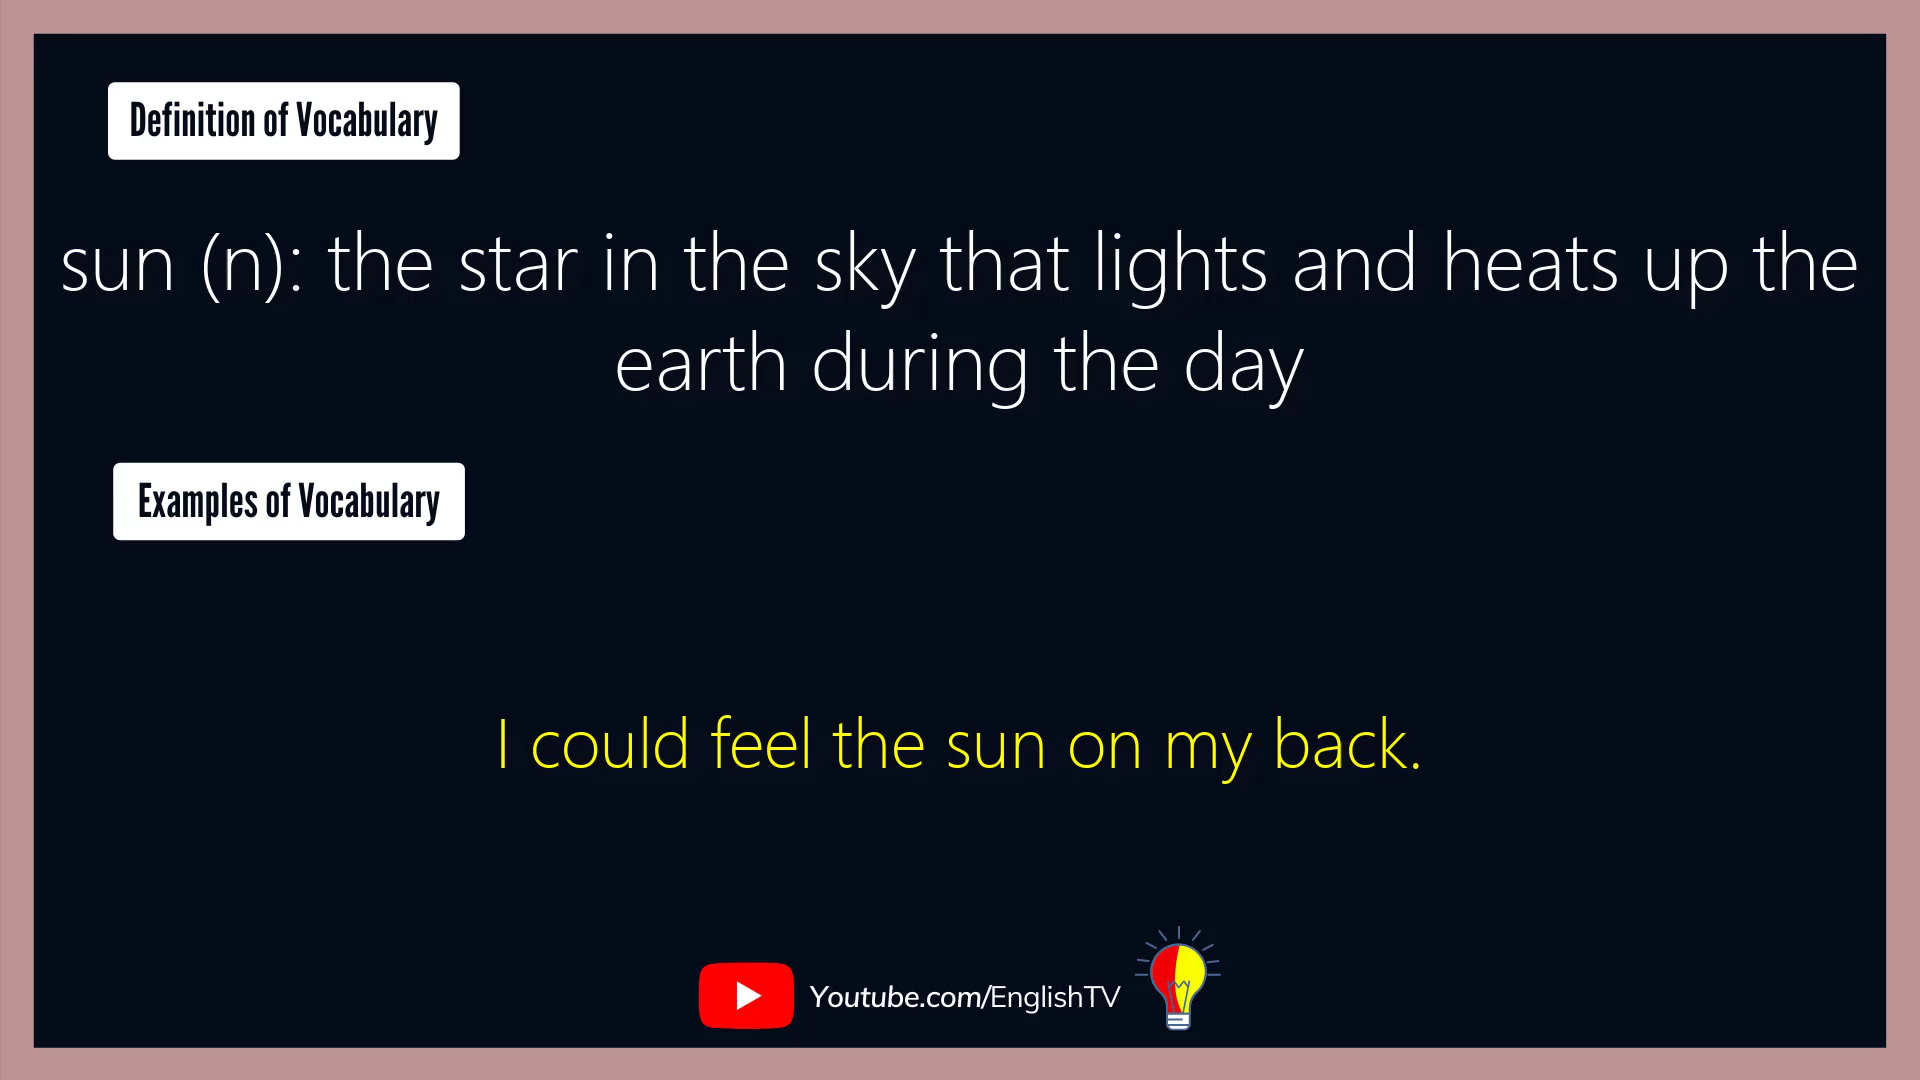 Definition of Vocabulary
sun (n): the star in the sky that lights and heats up the
earth during the day
Examples of Vocabulary
I could feel the sun on my back.
Youtube.com/EnglishTV